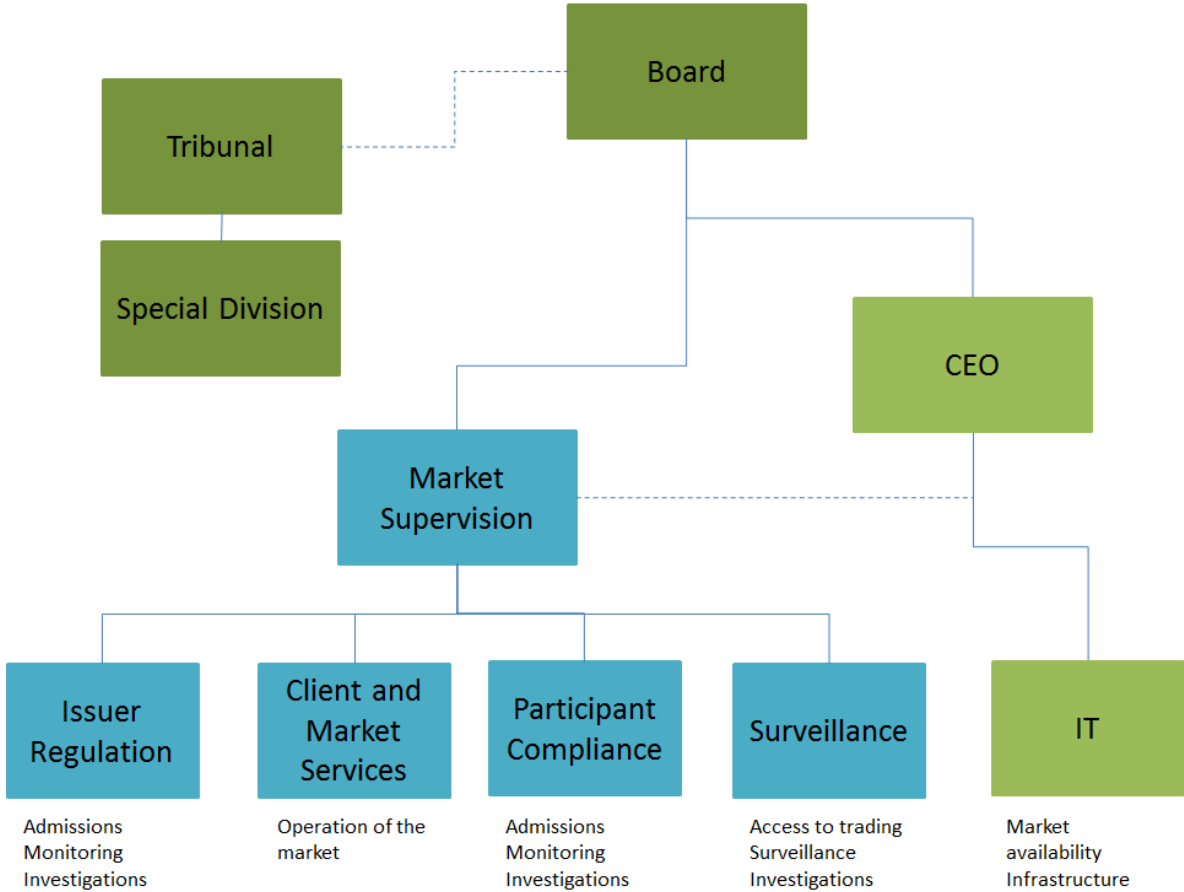 Board
Tribunal
Special Division
CEO
Market
Supervision
Issuer
Regulation
Client and
Market
Services
Participant
Compliance
Surveillance
IT
Admissions
Monitoring
Investigations
Operation of the
market
Admissions
Monitoring
Investigations
Access to trading
Surveillance
Investigations
Market
availability
Infrastructure